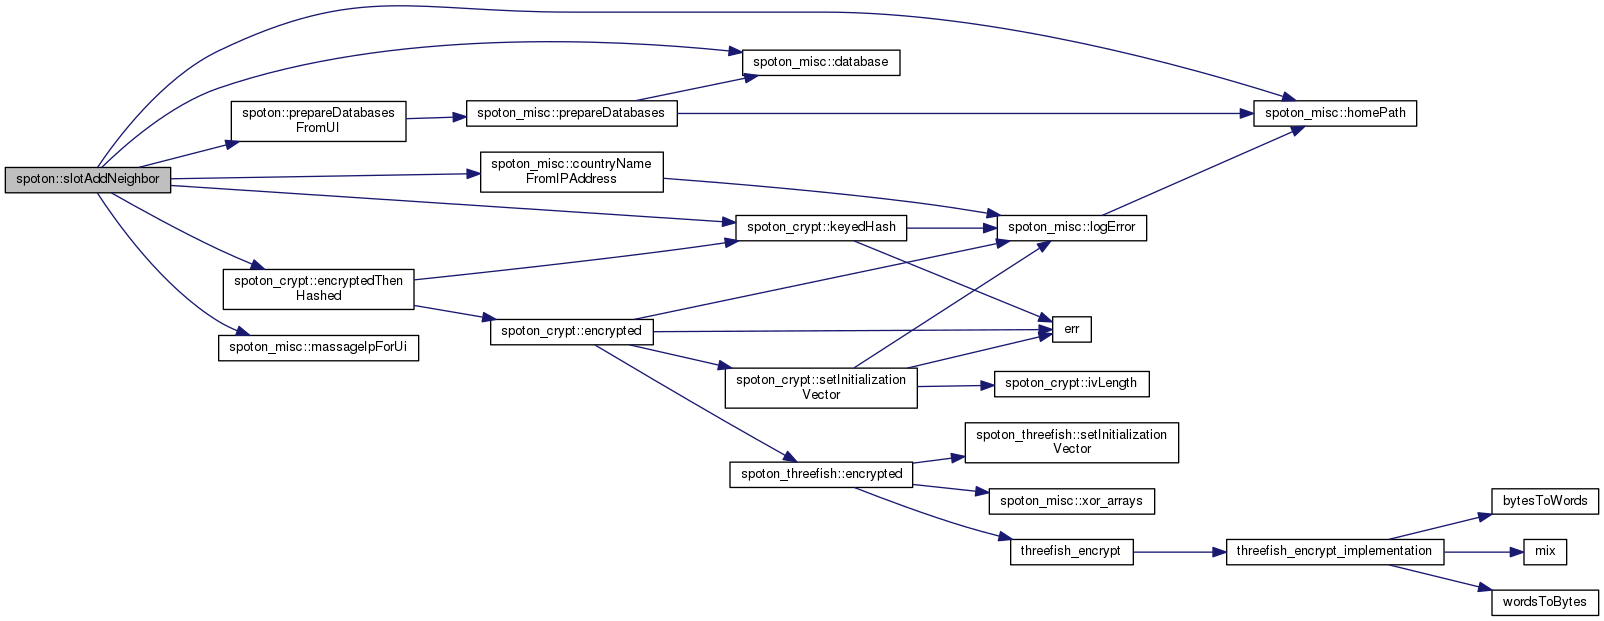 spoton::slotAddNeighbor
spoton::prepareDatabases
FromUI
spoton_crypt::encryptedThen
Hashed
spoton_misc::massageIpForUi
spoton_misc::prepareDatabases
spoton_misc::countryName
FromIPAddress
spoton_crypt::encrypted
spoton_misc::database
spoton_crypt::keyedHash
spoton_crypt::setInitialization
Vector
spoton_threefish::encrypted
spoton_misc::homePath
spoton_misc::logError
err
spoton_crypt::ivLength
spoton_threefish::setInitialization
Vector
spoton_misc::xor_arrays
threefish_encrypt
threefish_encrypt_implementation
bytesToWords
mix
wordsToBytes